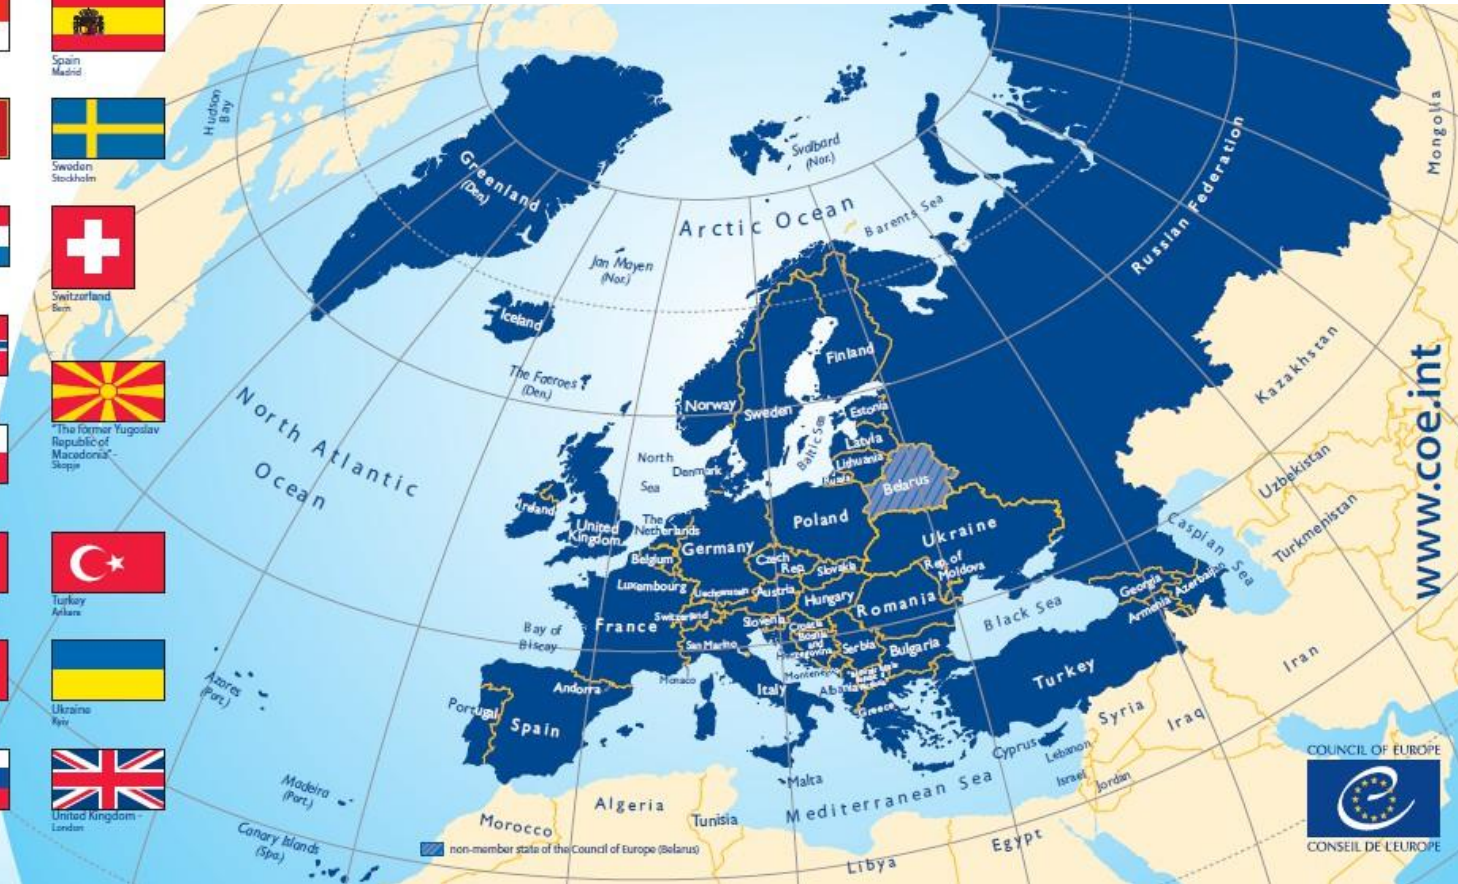 Spain
Madrid
Sweden
Stockholm
Switzerland
Bern
"The former Yugoslav
Republic of
Macedonia" -
Skopje
Turkey
Ankara
Ukraine
Kyiv
United Kingdom -
London
Hudson
Bay
Greenland
(Den.)
Svalbard
(Nor.)
Arctic Ocean
Barents Sea
Jan Mayen
(Nor.)
Iceland
The Faeroes
(Den.)
North Atlantic
Ocean
Russian Federation
Mongolia
Kazakhstan
Uzbekistan
Turkmenistan
Caspian Sea
Finland
Norway
Sweden
Estonia
Latvia
Lithuania
Russia
Baltic Sea
Belarus
North
Sea
Denmark
Ireland
United
Kingdom
The
Netherlands
Belgium
Germany
Poland
Ukraine
Luxembourg
Czech
Rep.
Slovakia
Rep. of
Moldova
Liechtenstein
Austria
Hungary
Romania
Switzerland
France
Slovenia
Croatia
Bosnia
and
Herzegovina
Serbia
Bulgaria
Black Sea
Georgia
Armenia
Azerbaijan
Bay of
Biscay
San Marino
Monaco
Montenegro
Italy
Albania
Andorra
Portugal
Spain
Greece
Turkey
Azores
(Port.)
Madeira
(Port.)
Canary Islands
(Spa.)
Malta
Mediterranean Sea
Cyprus
Lebanon
Israel
Jordan
Syria
Iraq
Iran
Morocco
Algeria
Tunisia
Libya
Egypt
non-member state of the Council of Europe (Belarus)
www.coe.int
COUNCIL OF EUROPE
CONSEIL DE L'EUROPE